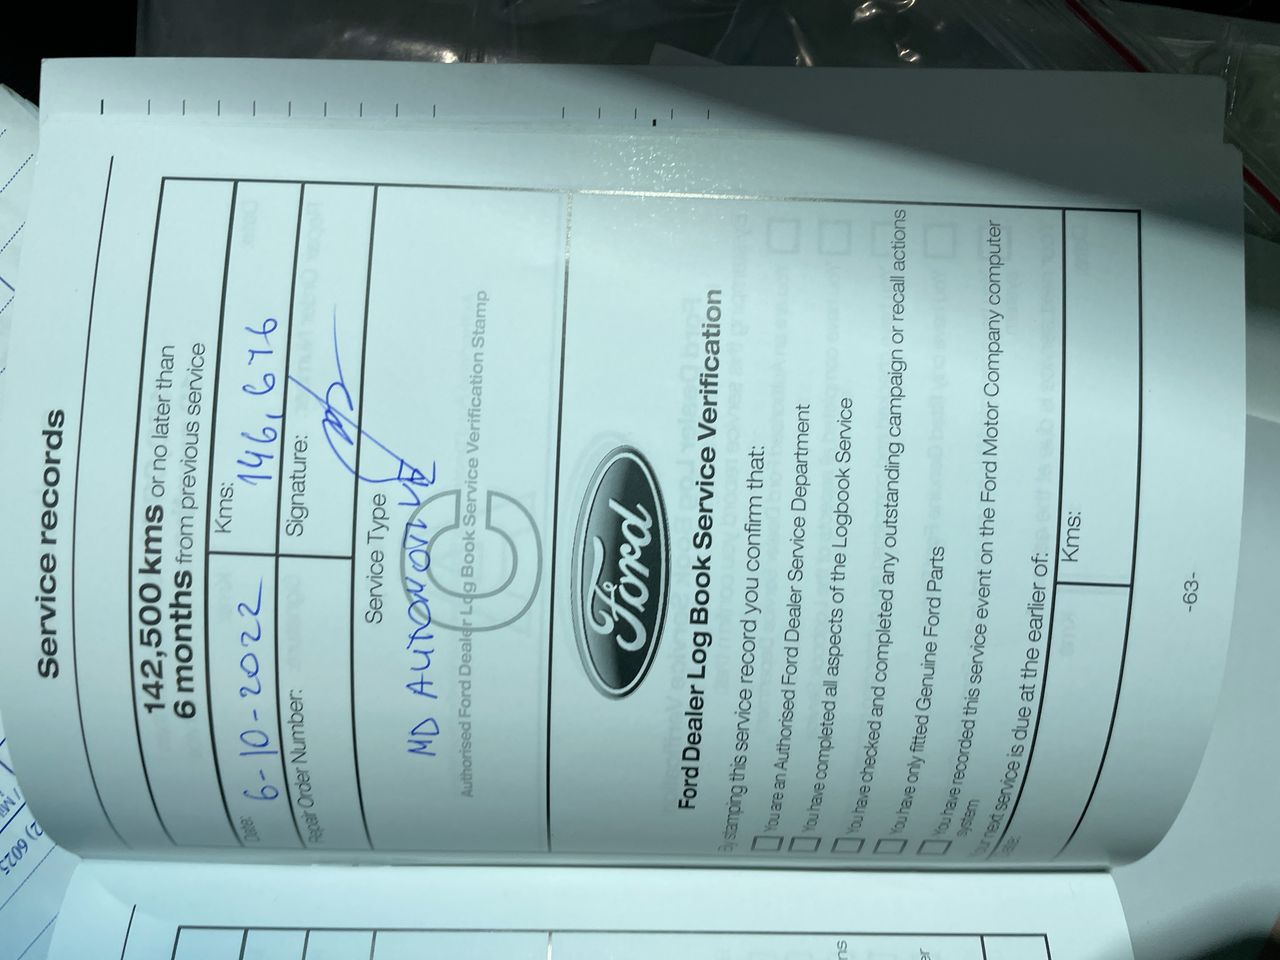 Service records
142,500 kms or no later than
6 months from previous service
Date: 6-10-2022 Kms: 146,676
Repair Order Number: Signature:
Service Type C
MD AUTOMOTIVE
Authorised Ford Dealer Log Book Service Verification Stamp
Ford
Ford Dealer Log Book Service Verification
By stamping this service record you confirm that:
You are an Authorised Ford Dealer Service Department
You have completed all aspects of the Logbook Service
You have checked and completed any outstanding campaign or recall actions
You have only fitted Genuine Ford Parts
You have recorded this service event on the Ford Motor Company computer
system
Your next service is due at the earlier of:
Date: Kms:
-63-